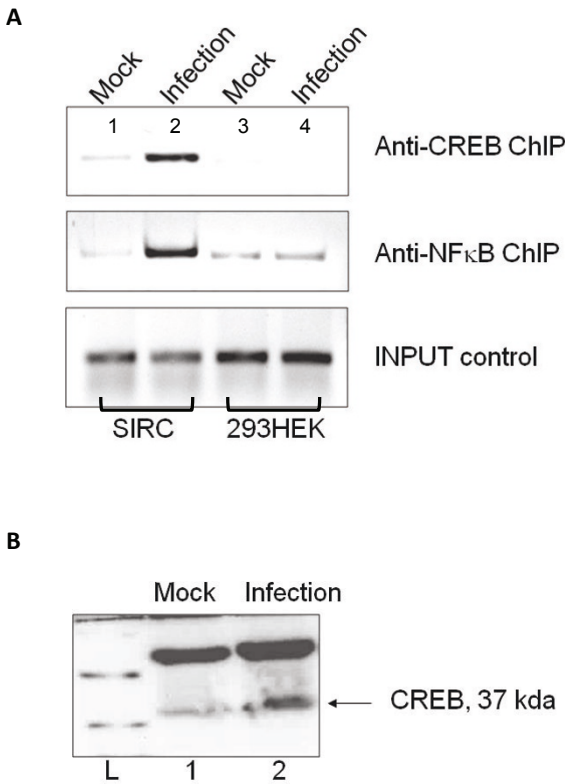 A
Mock Infection Mock Infection
1 2 3 4
Anti-CREB ChIP
Anti-NFκB ChIP
INPUT control
SIRC 293HEK
B
Mock Infection
CREB, 37 kda
L 1 2